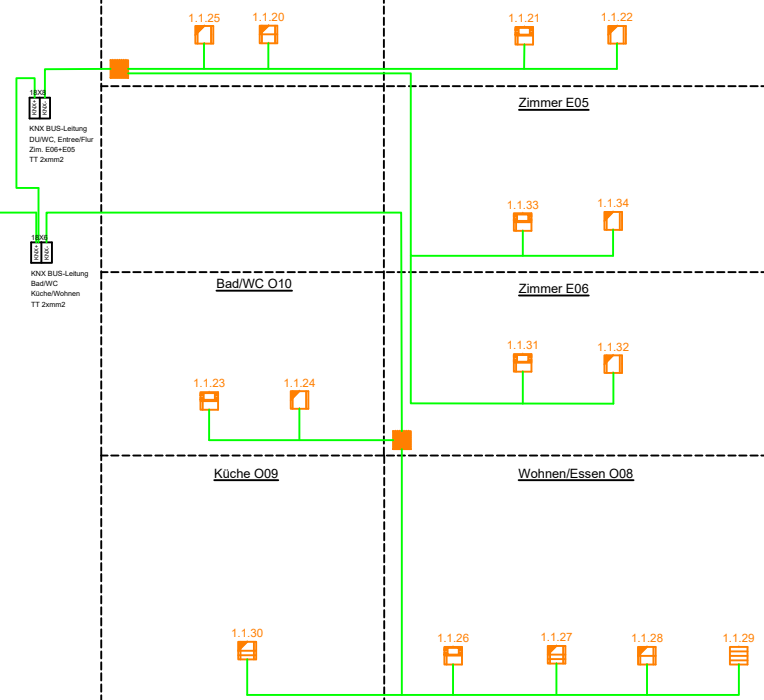 1.1.25
1.1.20
1.1.21
1.1.22
18X8
KNX+
KNX-
KNX BUS-Leitung
DU/WC, Entree/Flur
Zim. E06+E05
TT 2xmm2
Zimmer E05
1.1.33
1.1.34
18X6
KNX+
KNX-
KNX BUS-Leitung
Bad/WC
Küche/Wohnen
TT 2xmm2
Bad/WC O10
Zimmer E06
1.1.31
1.1.32
1.1.23
1.1.24
Küche O09
Wohnen/Essen O08
1.1.30
1.1.26
1.1.27
1.1.28
1.1.29